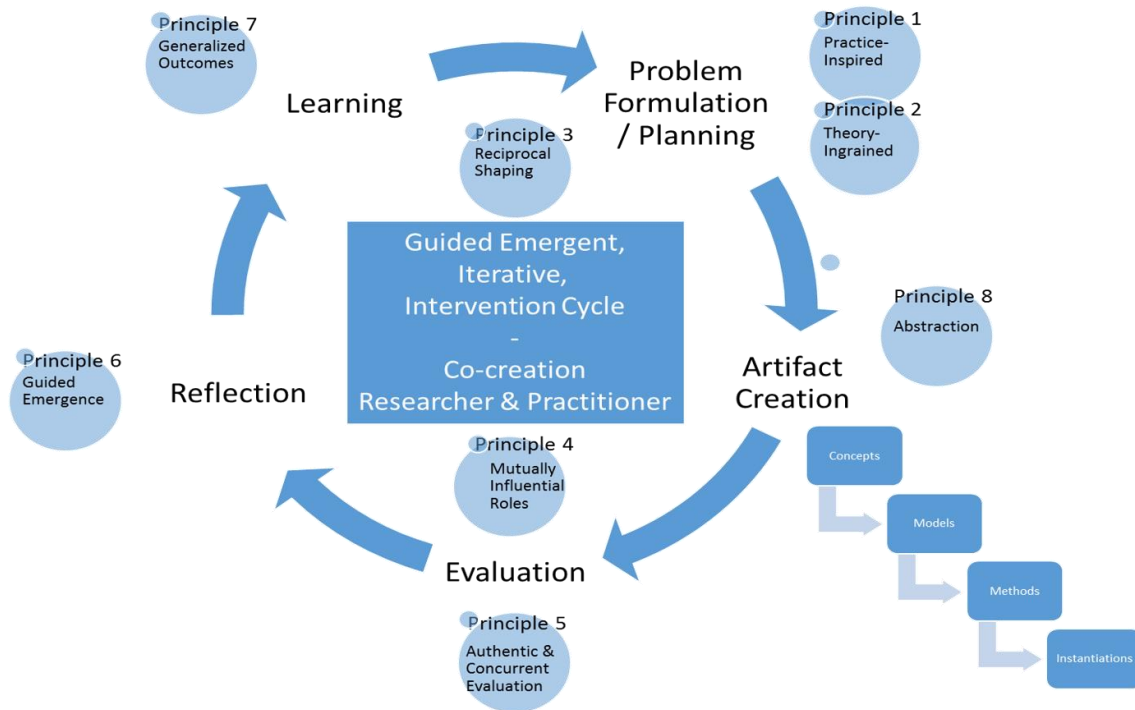 Principle 7
Generalized
Outcomes
Learning
Problem
Formulation
/ Planning
Principle 1
Practice-
Inspired
Principle 2
Theory-
Ingrained
Principle 3
Reciprocal
Shaping
Guided Emergent,
Iterative,
Intervention Cycle
-
Co-creation
Researcher & Practitioner
Principle 8
Abstraction
Principle 6
Guided
Emergence
Reflection
Artifact
Creation
Principle 4
Mutually
Influential
Roles
Concepts
Models
Methods
Instantiations
Evaluation
Principle 5
Authentic &
Concurrent
Evaluation